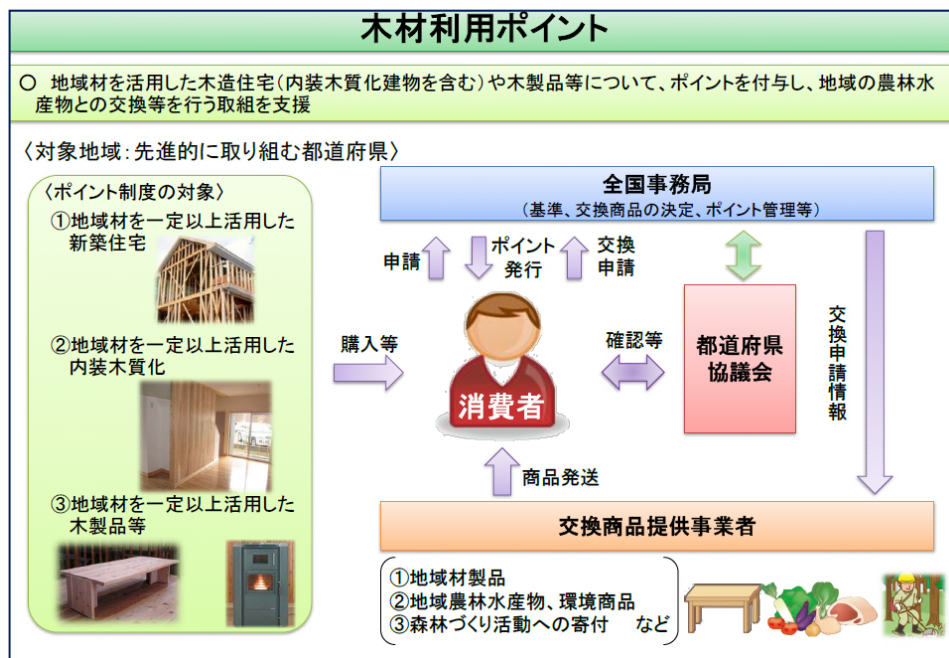 木材利用ポイント
○ 地域材を活用した木造住宅(内装木質化建物を含む)や木製品等について、ポイントを付与し、地域の農林水
産物との交換等を行う取組を支援
〈対象地域:先進的に取り組む都道府県〉
〈ポイント制度の対象〉
①地域材を一定以上活用した
新築住宅
②地域材を一定以上活用した
内装木質化
③地域材を一定以上活用した
木製品等
全国事務局
(基準、交換商品の決定、ポイント管理等)
申請
ポイント
発行
交換
申請
購入等
消費者
確認等
都道府県
協議会
交換申請情報
商品発送
交換商品提供事業者
①地域材製品
②地域農林水産物、環境商品
③森林づくり活動への寄付 など